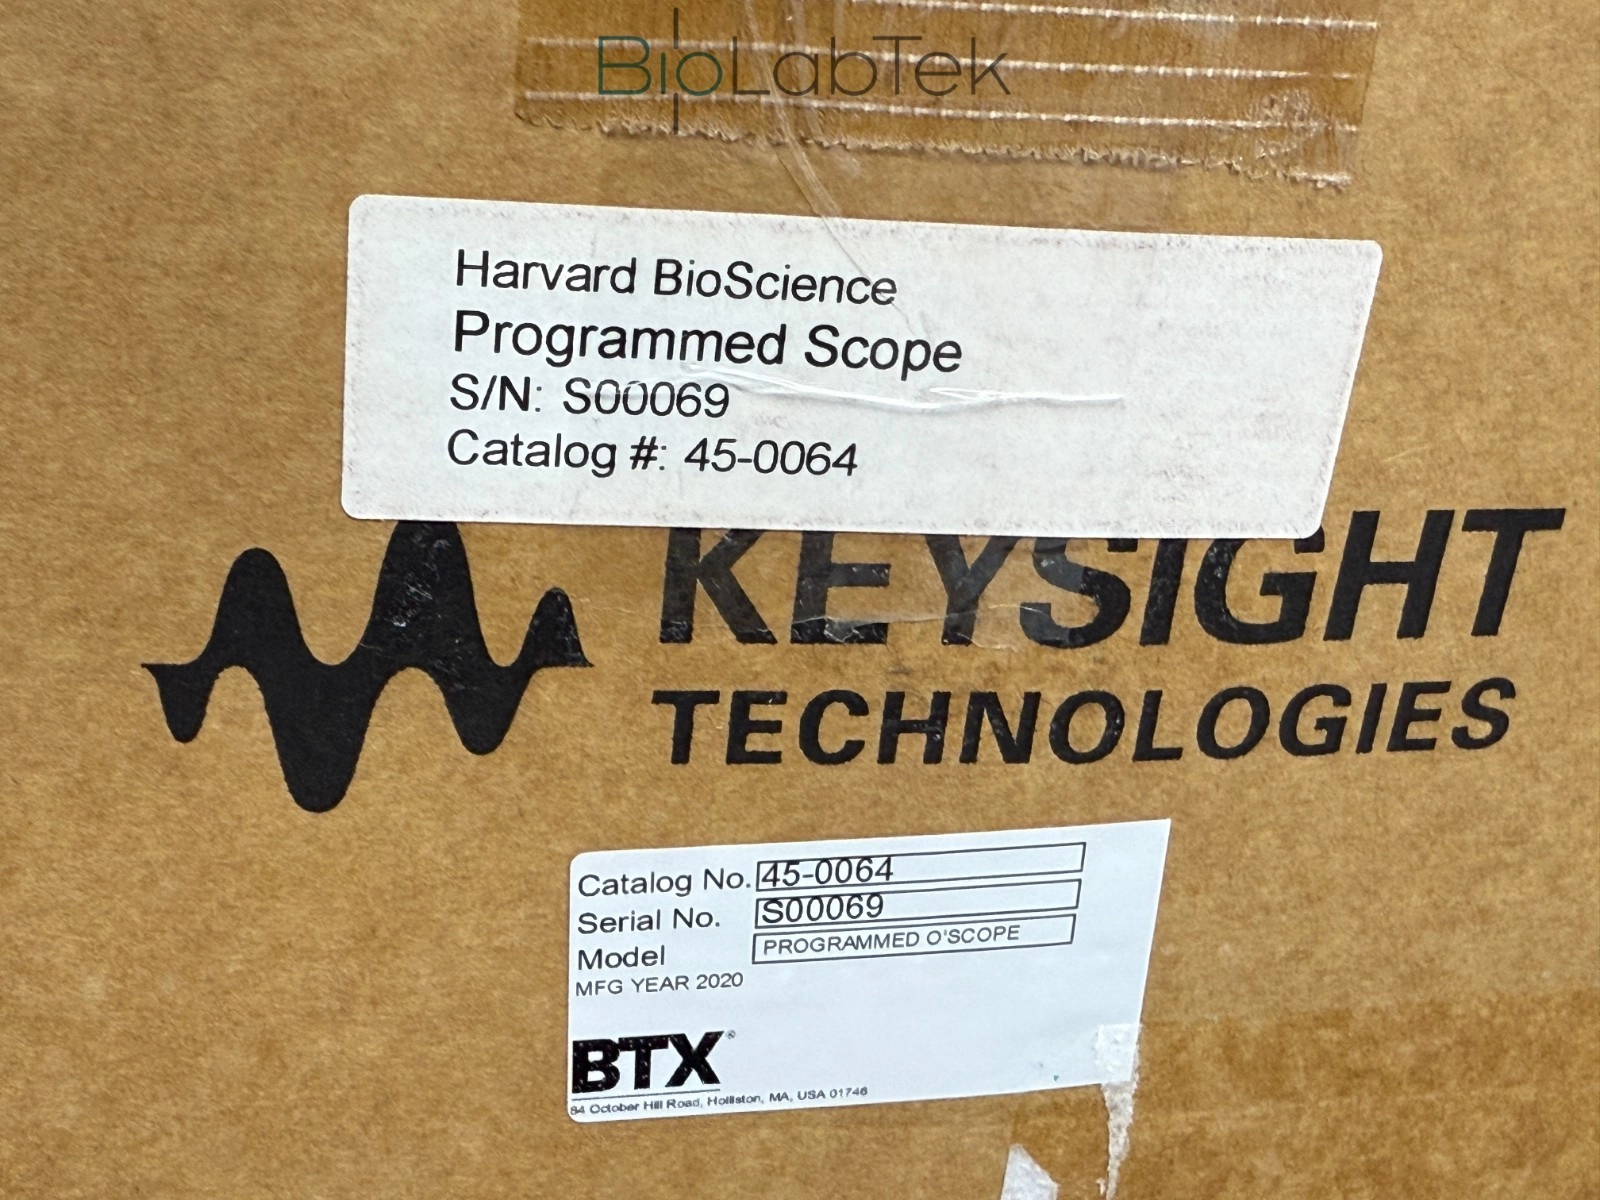 BioLabTek
Harvard BioScience
Programmed Scope
S/N: S00069
Catalog #: 45-0064
KEYSIGHT
TECHNOLOGIES
Catalog No. 45-0064
Serial No. S00069
Model PROGRAMMED O'SCOPE
MFG YEAR 2020
BTX®
84 October Hill Road, Holliston, MA, USA 01746